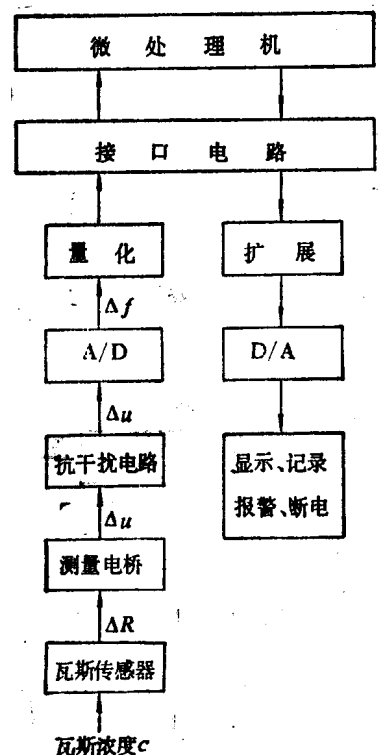 微处理机
接口电路
量化
扩展
Δf
A/D
D/A
Δu
抗干扰电路
显示、记录
报警、断电
Δu
测量电桥
ΔR
瓦斯传感器
瓦斯浓度c